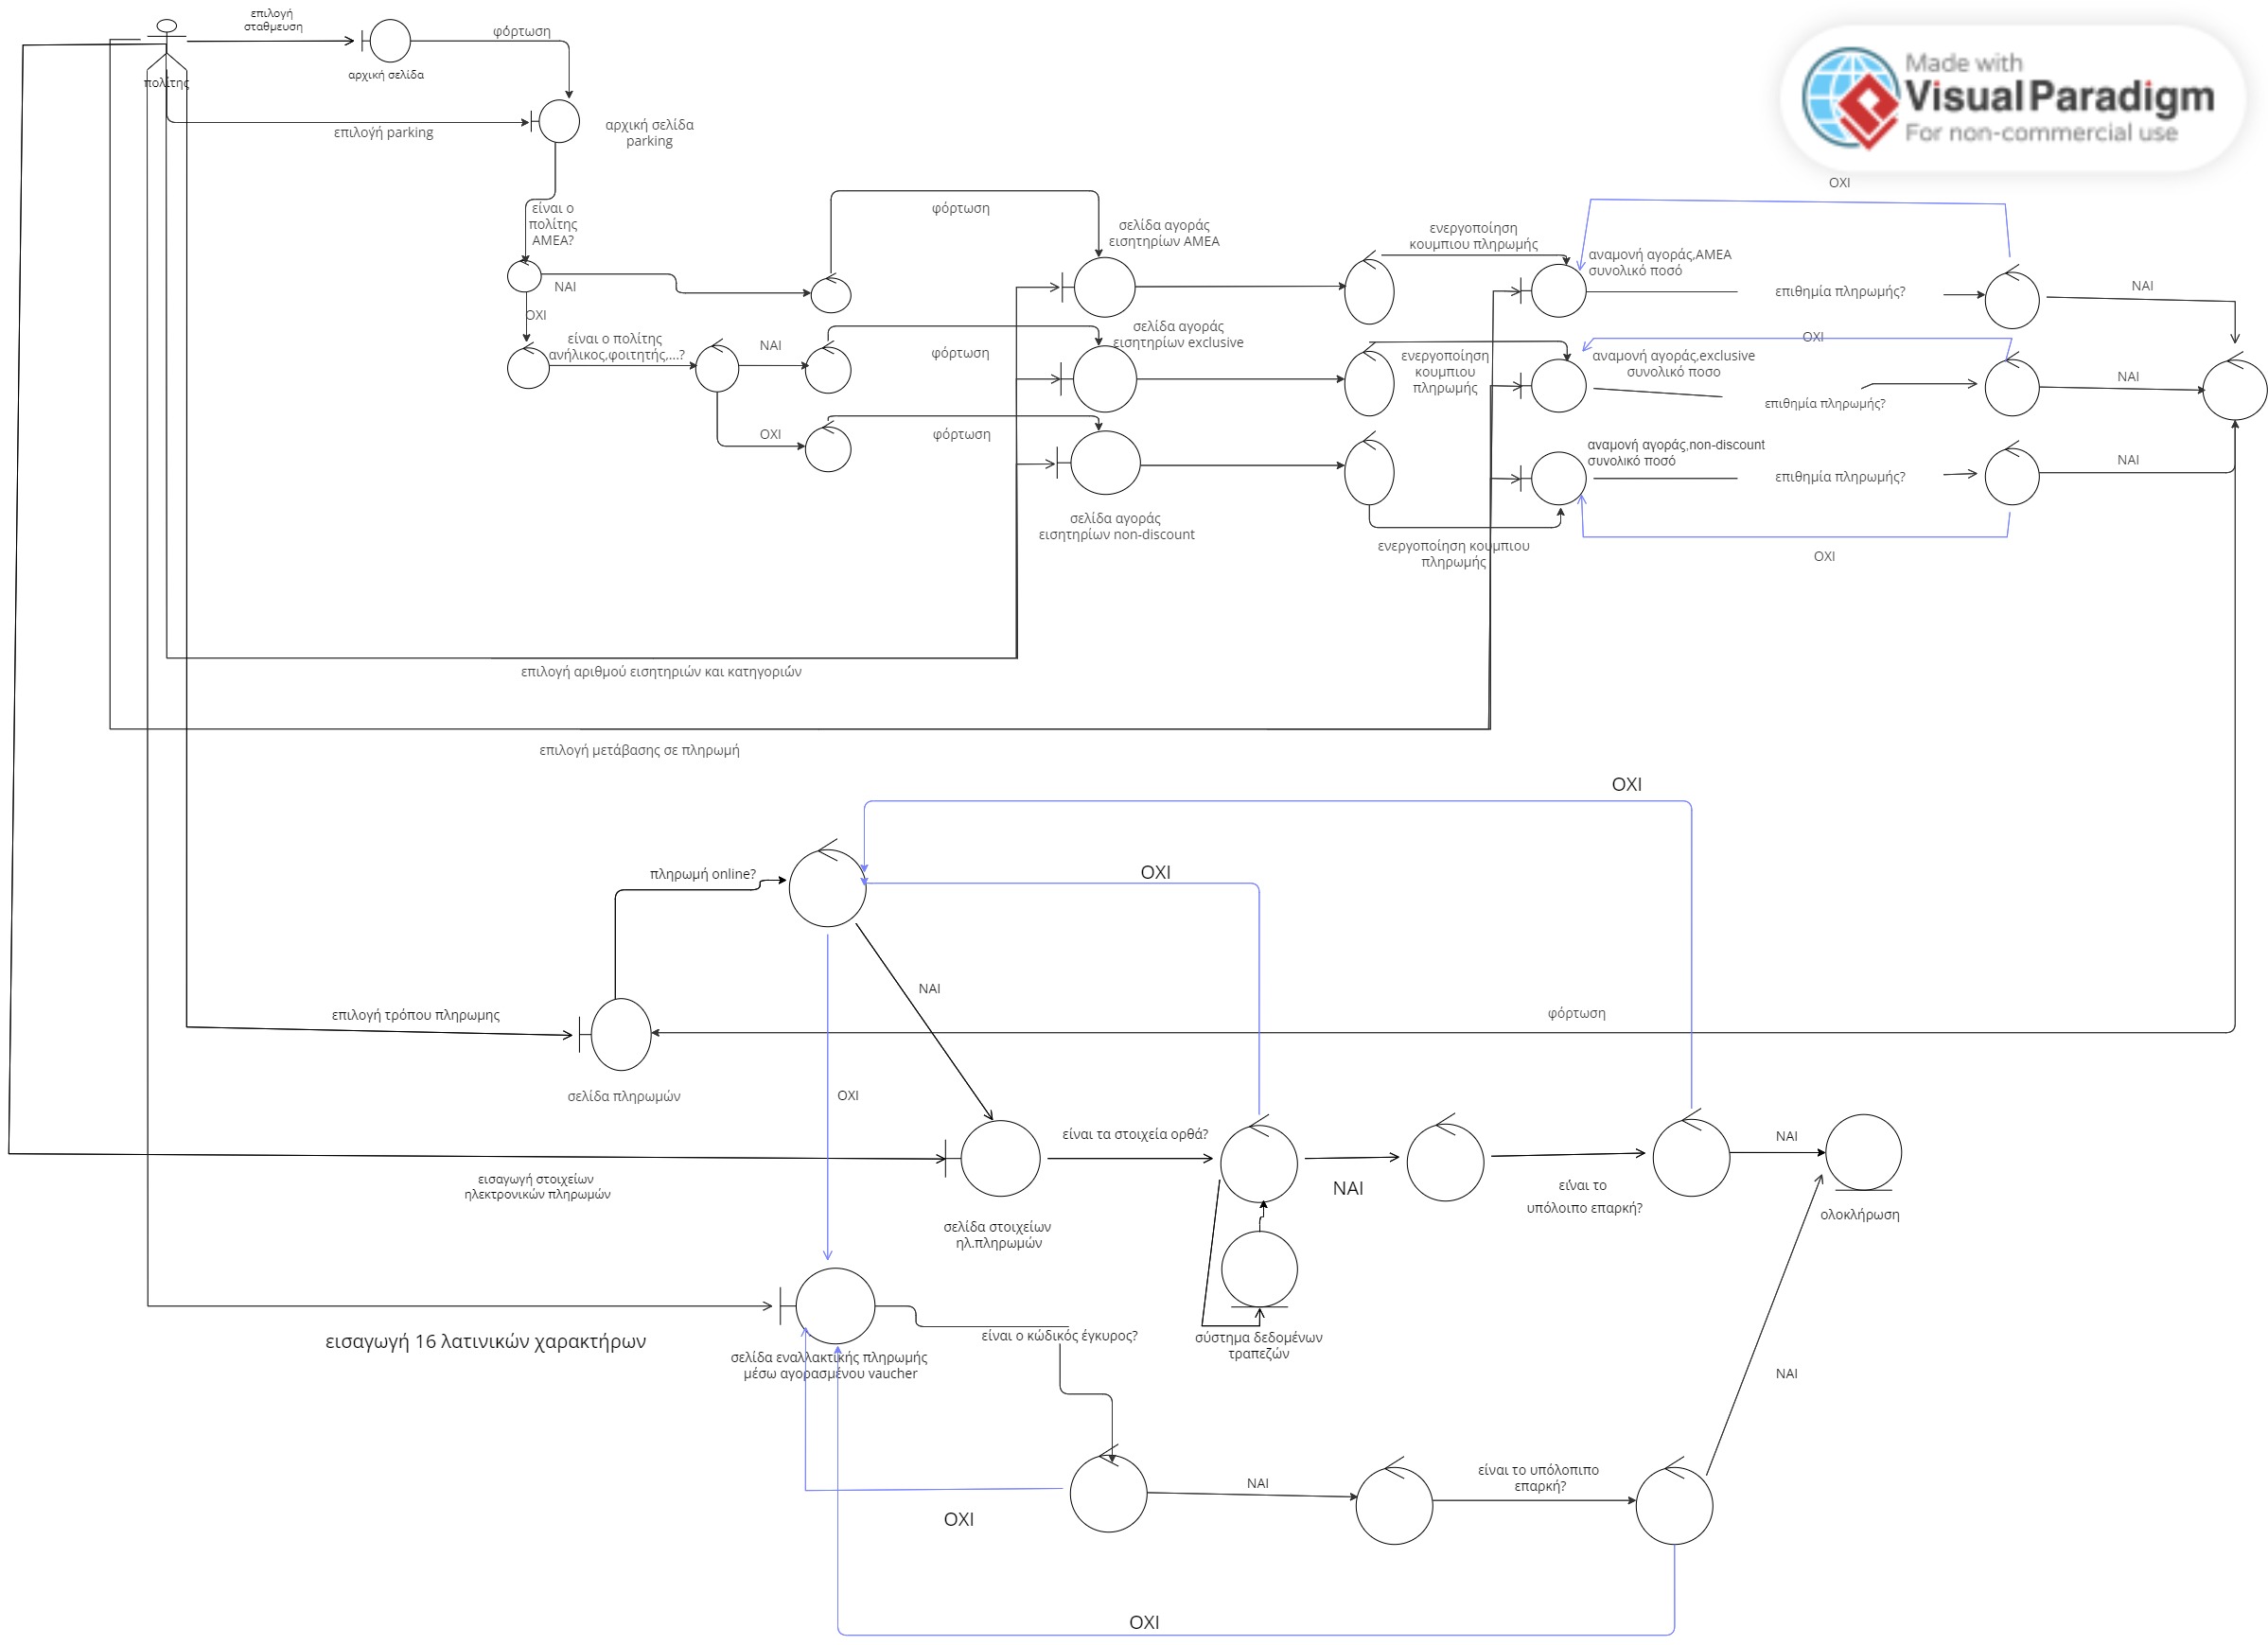 επιλογή
σταθμευση
φόρτωση
αρχική σελίδα
πολίτης
επιλογή parking
αρχική σελίδα
parking
Made with
Visual Paradigm
For non-commercial use
ΟΧΙ
είναι ο
πολίτης
ΑΜΕΑ?
φόρτωση
σελίδα αγοράς
εισητηρίων ΑΜΕΑ
ενεργοποίηση
κουμπιου πληρωμής
αναμονή αγοράς,ΑΜΕΑ
συνολικό ποσό
ΝΑΙ
επιθημία πληρωμής?
ΝΑΙ
ΟΧΙ
είναι ο πολίτης
ανήλικος,φοιτητής,...?
ΝΑΙ
φόρτωση
σελίδα αγοράς
εισητηρίων exclusive
ενεργοποίηση
κουμπιου
πληρωμής
ΟΧΙ
αναμονή αγοράς,exclusive
συνολικό ποσο
επιθημία πληρωμής?
ΝΑΙ
ΟΧΙ
φόρτωση
αναμονή αγοράς,non-discount
συνολικό ποσό
επιθημία πληρωμής?
ΝΑΙ
σελίδα αγοράς
εισητηρίων non-discount
ενεργοποίηση κουμπιου
πληρωμής
ΟΧΙ
επιλογή αριθμού εισητηριών και κατηγοριών
επιλογή μετάβασης σε πληρωμή
ΟΧΙ
πληρωμή online?
ΟΧΙ
ΝΑΙ
επιλογή τρόπου πληρωμης
φόρτωση
σελίδα πληρωμών
ΟΧΙ
είναι τα στοιχεία ορθά?
ΝΑΙ
εισαγωγή στοιχείων
ηλεκτρονικών πληρωμών
ΝΑΙ
είναι το
υπόλοιπο επαρκή?
ολοκλήρωση
σελίδα στοιχείων
ηλ.πληρωμών
εισαγωγή 16 λατινικών χαρακτήρων
είναι ο κώδικός έγκυρος?
σύστημα δεδομένων
τραπεζών
σελίδα εναλλακτικής πληρωμής
μέσω αγορασμένου vaucher
ΝΑΙ
ΝΑΙ
είναι το υπόλοπιπο
επαρκή?
ΟΧΙ
ΟΧΙ